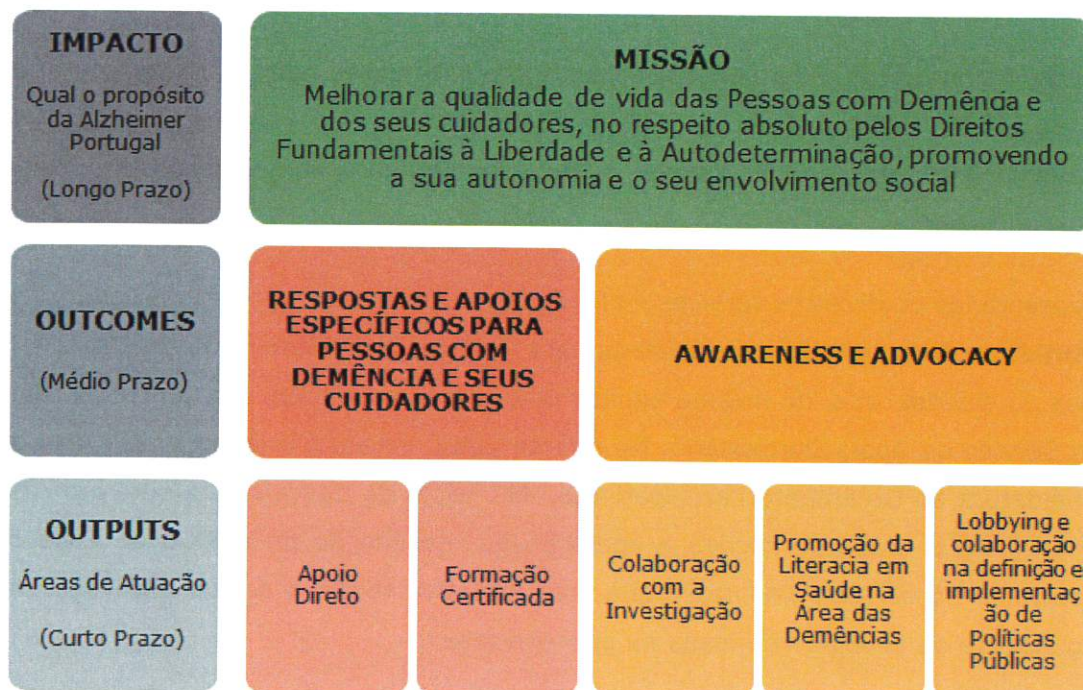 IMPACTO
Qual o propósito
da Alzheimer
Portugal
(Longo Prazo)
MISSÃO
Melhorar a qualidade de vida das Pessoas com Demência e
dos seus cuidadores, no respeito absoluto pelos Direitos
Fundamentais à Liberdade e à Autodeterminação, promovendo
a sua autonomia e o seu envolvimento social
OUTCOMES
(Médio Prazo)
RESPOSTAS E APOIOS
ESPECÍFICOS PARA
PESSOAS COM
DEMÊNCIA E SEUS
CUIDADORES
AWARENESS E ADVOCACY
OUTPUTS
Áreas de Atuação
(Curto Prazo)
Apoio
Direto
Formação
Certificada
Colaboração
com a
Investigação
Promoção da
Literacia em
Saúde na
Área das
Demências
Lobbying e
colaboração
na definição e
implementaç
ão de
Políticas
Públicas